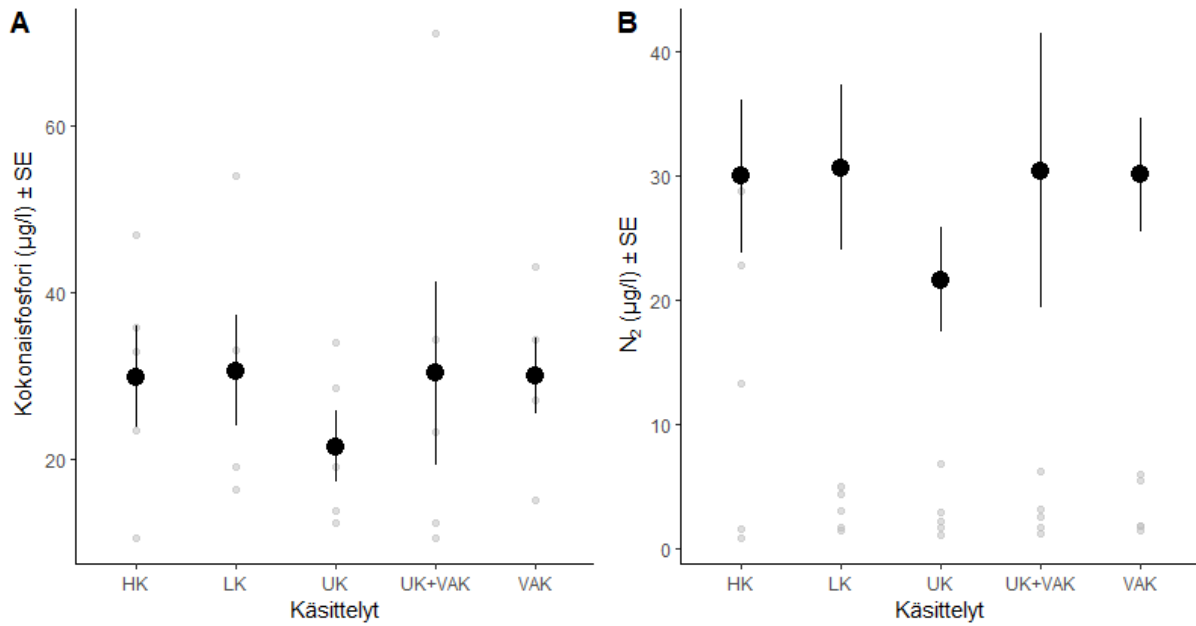 A
Kokonaisfosfori (µg/l) ± SE
60
40
20
HK LK UK UK+VAK VAK
Käsittelyt
B
N₂ (µg/l) ± SE
40
30
20
10
0
HK LK UK UK+VAK VAK
Käsittelyt